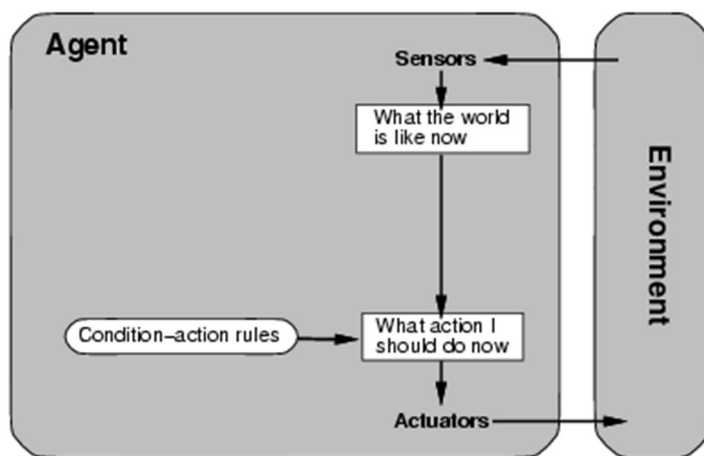 Agent
Sensors
What the world
is like now
Environment
Condition–action rules
What action I
should do now
Actuators